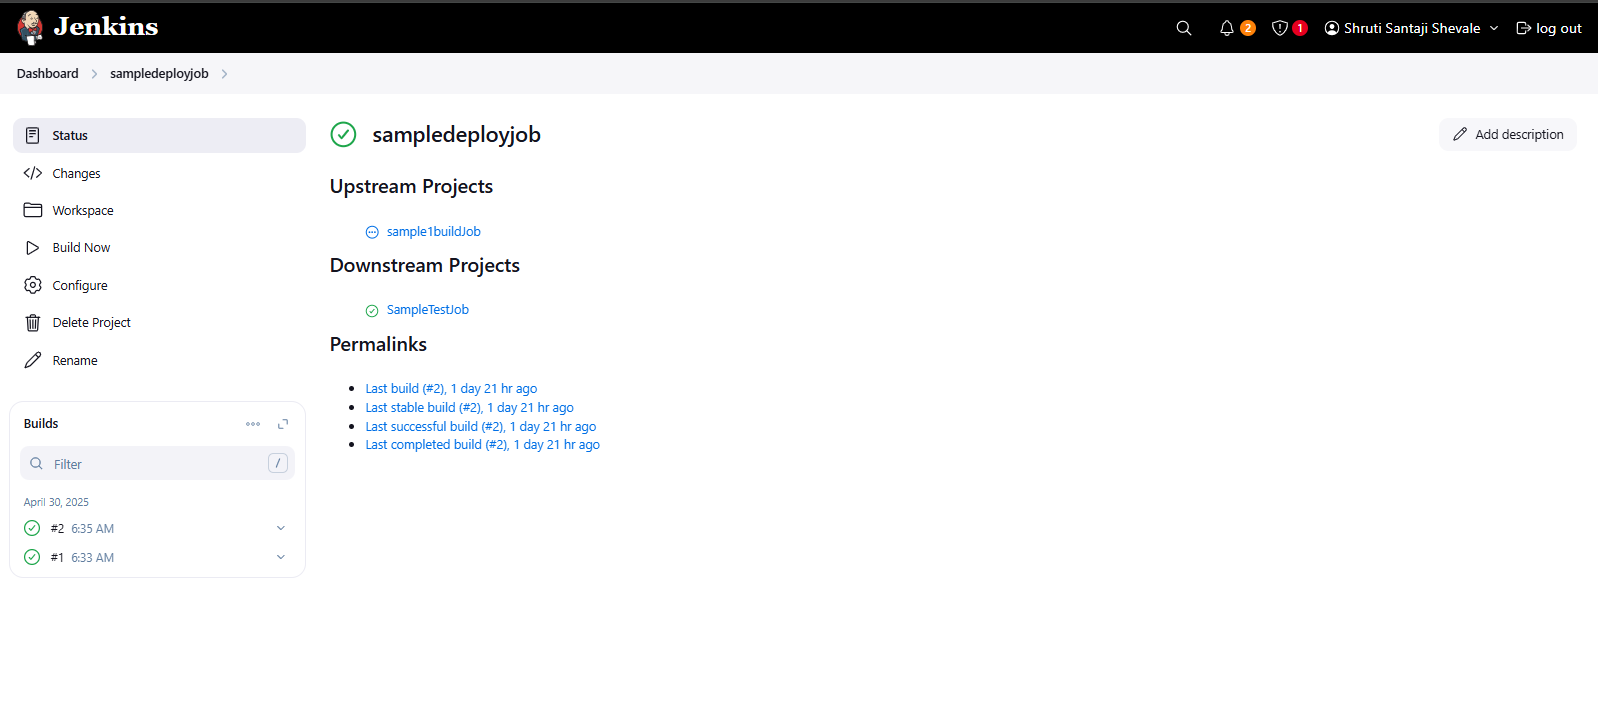 Jenkins
2 1 Shruti Santaji Shevale log out
Dashboard sampledeployjob
Status
Changes
Workspace
Build Now
Configure
Delete Project
Rename
Builds
Filter /
April 30, 2025
#2 6:35 AM
#1 6:33 AM
sampledeployjob
Add description
Upstream Projects
sample1buildJob
Downstream Projects
SampleTestJob
Permalinks
Last build (#2), 1 day 21 hr ago
Last stable build (#2), 1 day 21 hr ago
Last successful build (#2), 1 day 21 hr ago
Last completed build (#2), 1 day 21 hr ago